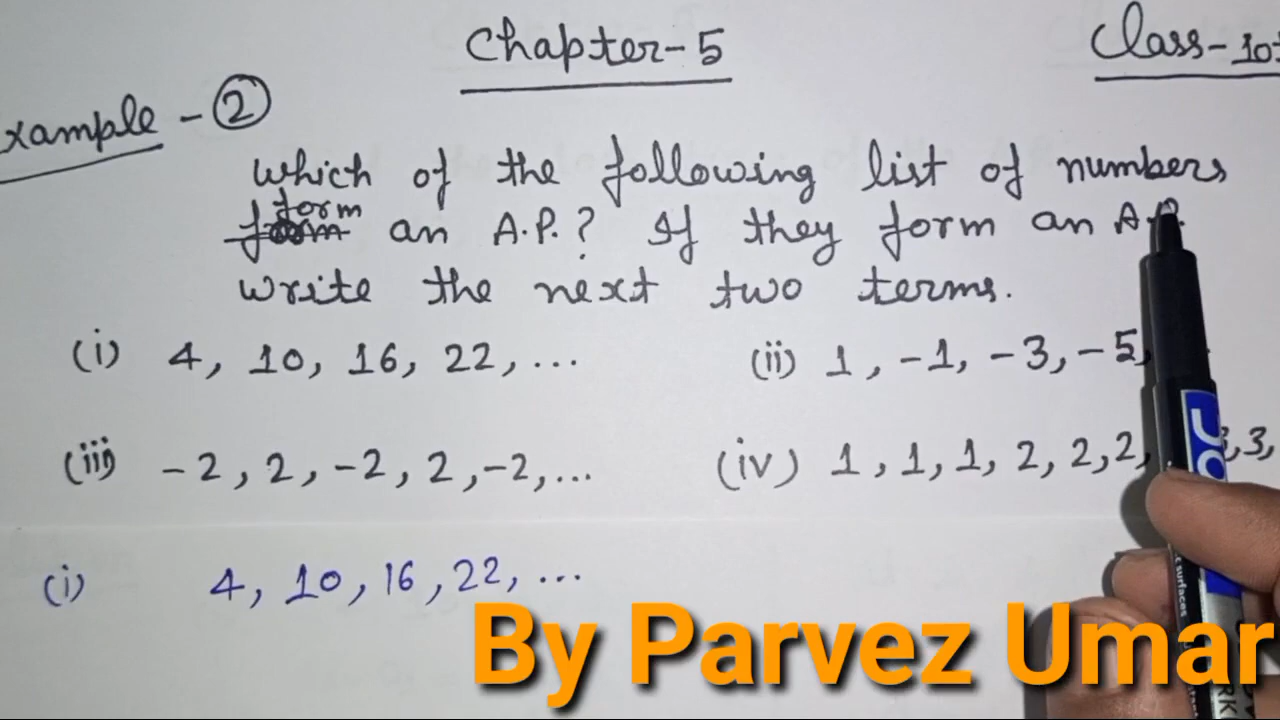 Chapter-5
Class-10
xample - ②
Which of the following list of numbers
form
an A.P.? If they form an A.P.
write the next two terms.
(i) 4, 10, 16, 22, ... (ii) 1, -1, -3, -5,
(iii) -2, 2, -2, 2, -2, ... (iv) 1, 1, 1, 2, 2, 2, 3, 3,
(i) 4, 10, 16, 22, ...
By Parvez Umar